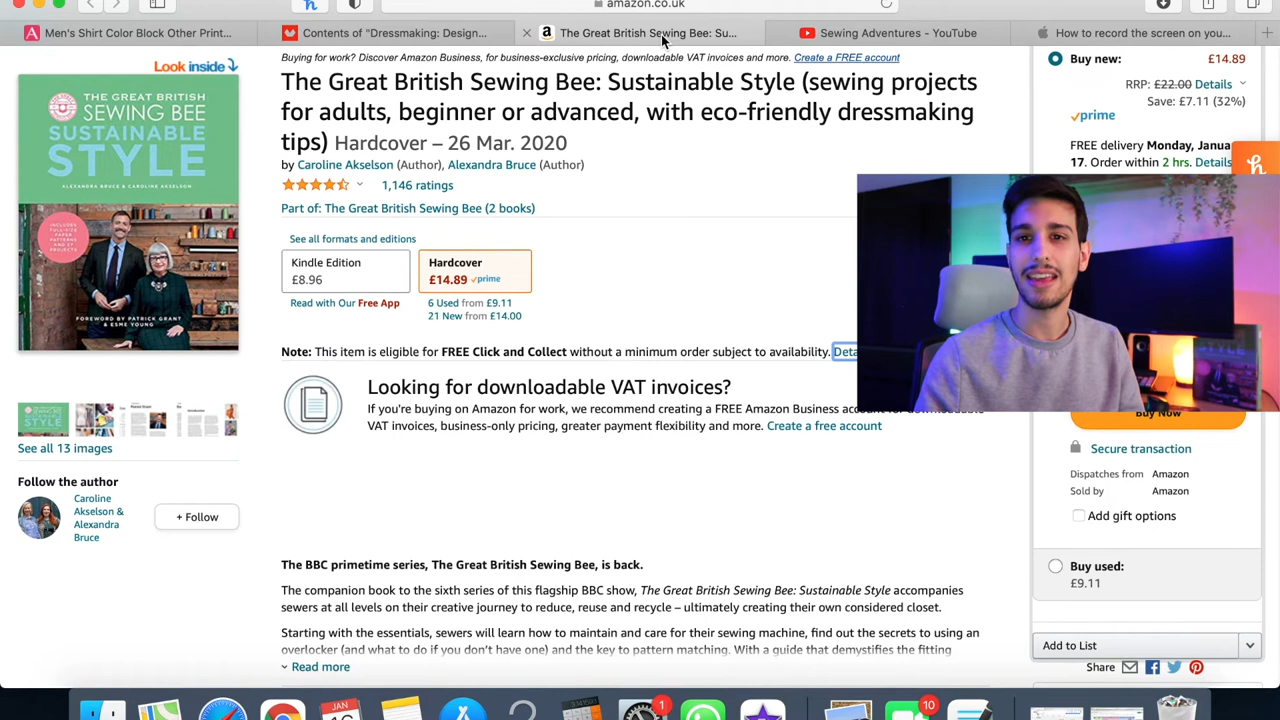 amazon.co.uk
Men's Shirt Color Block Other Print...
Contents of "Dressmaking: Design...
The Great British Sewing Bee: Su...
Sewing Adventures - YouTube
How to record the screen on you...
Buying for work? Discover Amazon Business, for business-exclusive pricing, downloadable VAT invoices and more. Create a FREE account
Look inside
THE GREAT BRITISH
SEWING BEE
SUSTAINABLE
STYLE
ALEXANDRA BRUCE & CAROLINE AKSELSON
INCLUDES
FULL-SIZE
PAPER
PATTERNS
AND 27
PROJECTS
FOREWORD BY PATRICK GRANT
& ESME YOUNG
See all 13 images
Follow the author
Caroline
Akselson &
Alexandra
Bruce
+ Follow
The Great British Sewing Bee: Sustainable Style (sewing projects
for adults, beginner or advanced, with eco-friendly dressmaking
tips) Hardcover – 26 Mar. 2020
by Caroline Akselson (Author), Alexandra Bruce (Author)
1,146 ratings
Part of: The Great British Sewing Bee (2 books)
See all formats and editions
Kindle Edition
£8.96
Hardcover
£14.89 prime
Read with Our Free App
6 Used from £9.11
21 New from £14.00
Note: This item is eligible for FREE Click and Collect without a minimum order subject to availability. Deta
Looking for downloadable VAT invoices?
If you're buying on Amazon for work, we recommend creating a FREE Amazon Business account for downloadable
VAT invoices, business-only pricing, greater payment flexibility and more. Create a free account
The BBC primetime series, The Great British Sewing Bee, is back.
The companion book to the sixth series of this flagship BBC show, The Great British Sewing Bee: Sustainable Style accompanies
sewers at all levels on their creative journey to reduce, reuse and recycle – ultimately creating their own considered closet.
Starting with the essentials, sewers will learn how to maintain and care for their sewing machine, find out the secrets to using an
overlocker (and what to do if you don't have one) and the key to pattern matching. With a guide that demystifies the fitting
Read more
Buy new: £14.89
RRP: £22.00 Details
Save: £7.11 (32%)
prime
FREE delivery Monday, Janua
17. Order within 2 hrs. Details
Buy Now
Secure transaction
Dispatches from Amazon
Sold by Amazon
Add gift options
Buy used:
£9.11
Add to List
Share
JAN
1
10